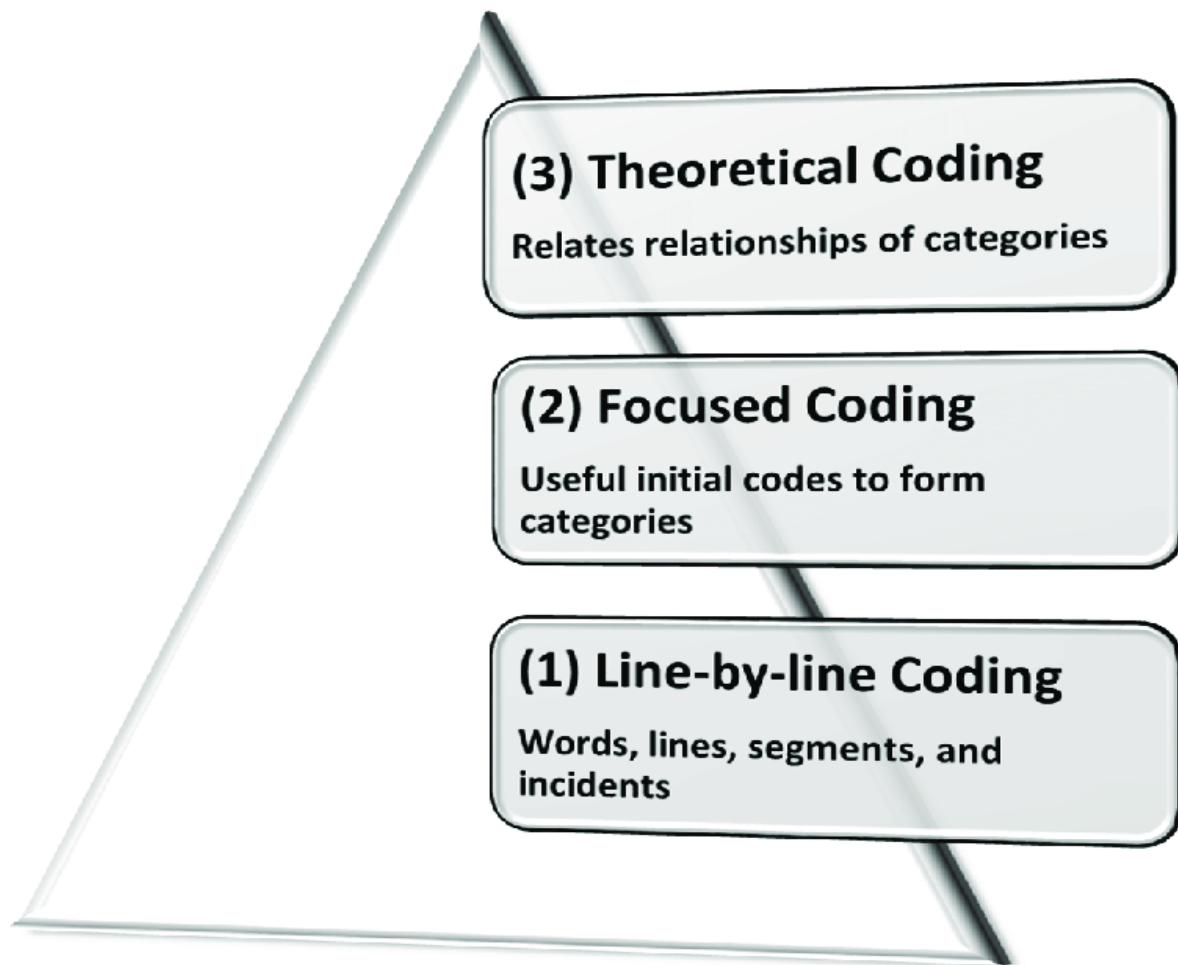 (3) Theoretical Coding
Relates relationships of categories
(2) Focused Coding
Useful initial codes to form
categories
(1) Line-by-line Coding
Words, lines, segments, and
incidents